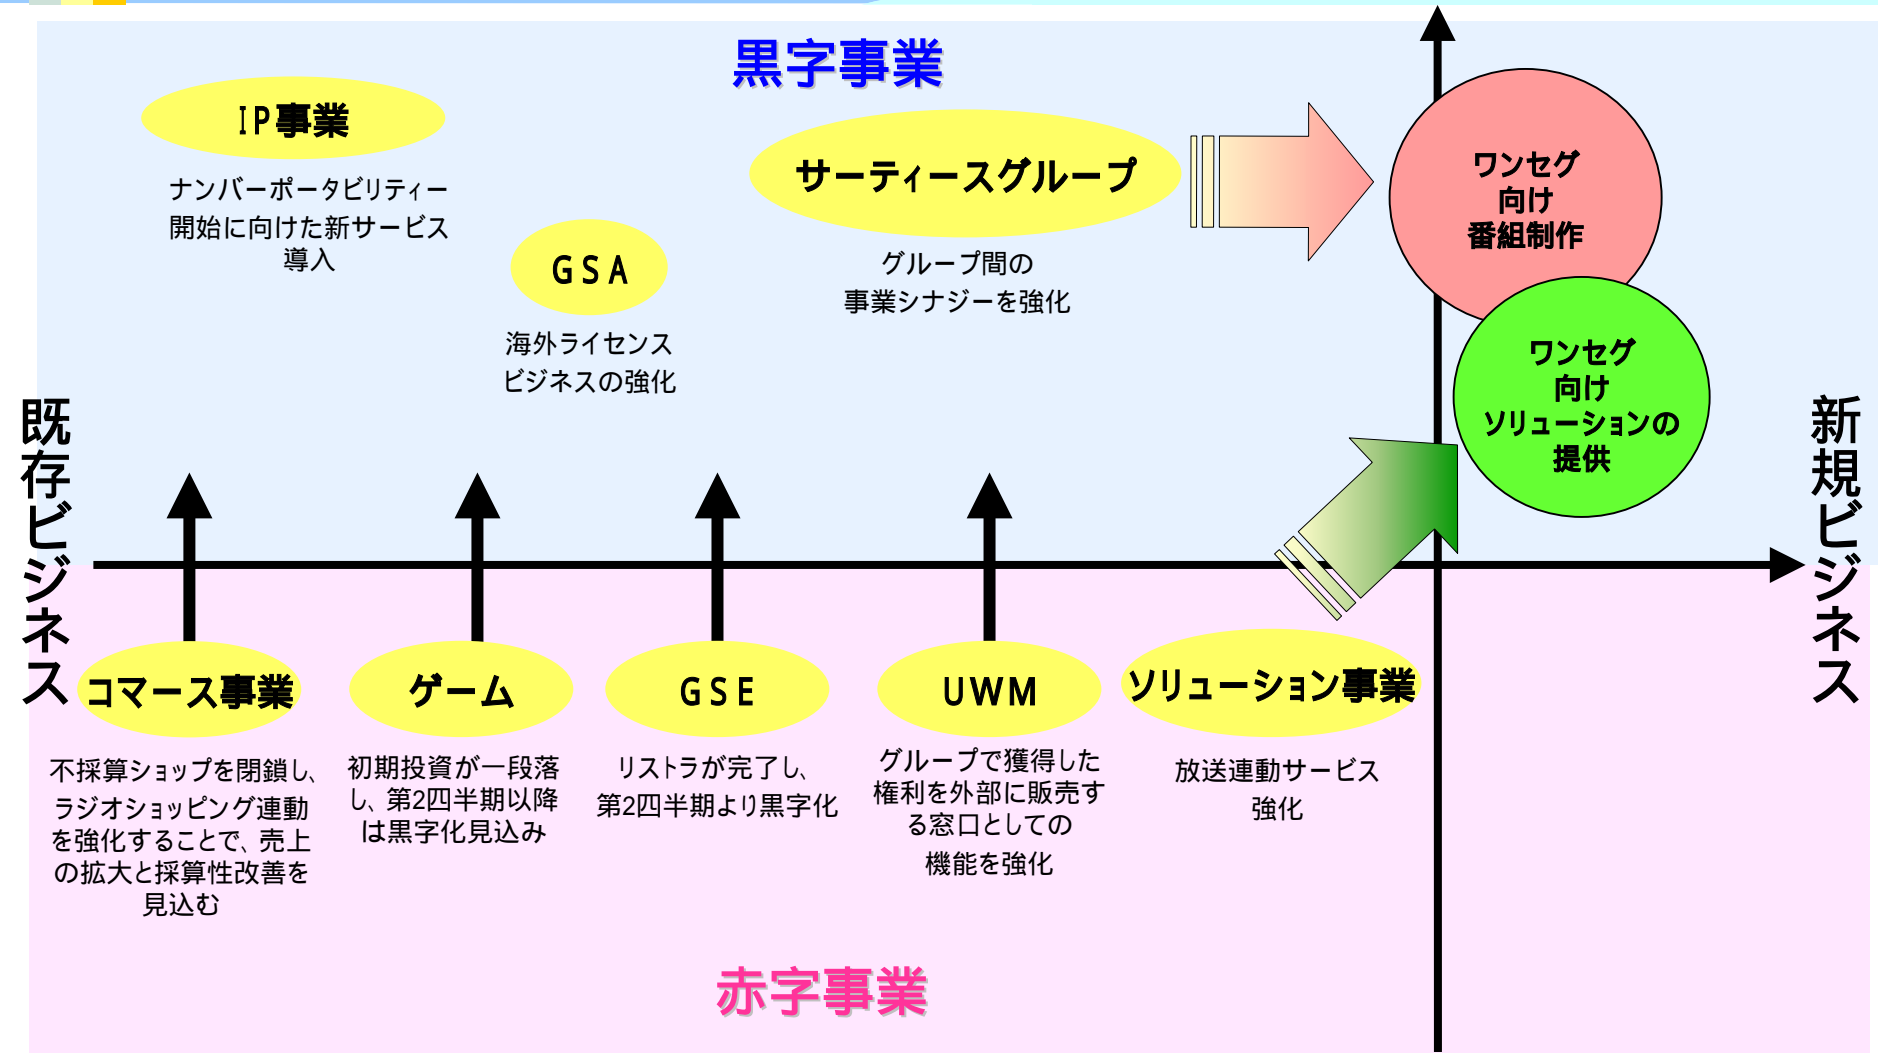 黒字事業
IP事業
ナンバーポータビリティー
開始に向けた新サービス
導入
GSA
海外ライセンス
ビジネスの強化
サーティースグループ
グループ間の
事業シナジーを強化
ワンセグ
向け
番組制作
ワンセグ
向け
ソリューションの
提供
既存ビジネス
新規ビジネス
コマース事業
不採算ショップを閉鎖し、
ラジオショッピング連動
を強化することで、売上
の拡大と採算性改善を
見込む
ゲーム
初期投資が一段落
し、第2四半期以降
は黒字化見込み
GSE
リストラが完了し、
第2四半期より黒字化
UWM
グループで獲得した
権利を外部に販売す
る窓口としての
機能を強化
ソリューション事業
放送連動サービス
強化
赤字事業